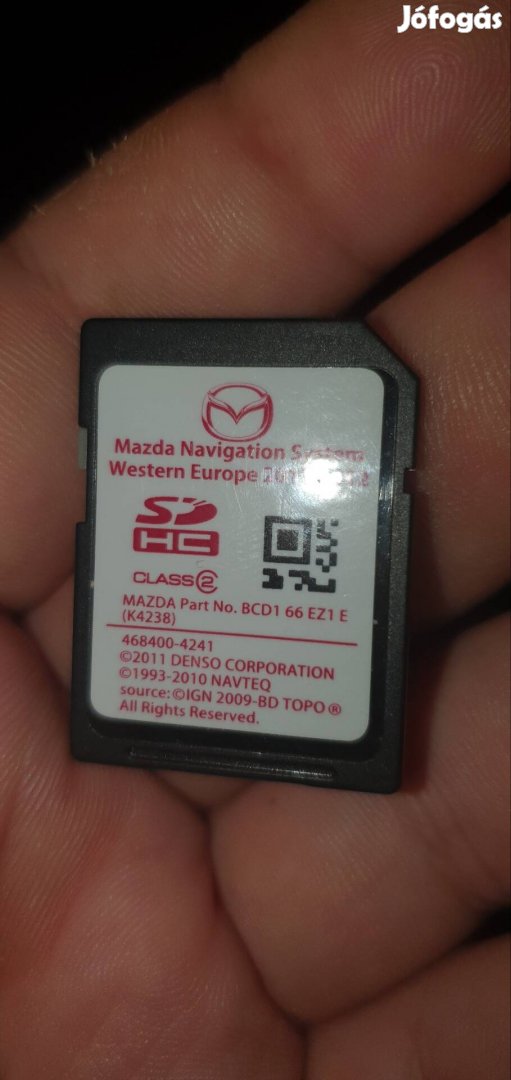 Jófogás
Mazda Navigation System
Western Europe
SD
HC
CLASS 2
MAZDA Part No. BCD1 66 EZ1 E
(K4238)
468400-4241
©2011 DENSO CORPORATION
©1993-2010 NAVTEQ
source: ©IGN 2009-BD TOPO ®
All Rights Reserved.